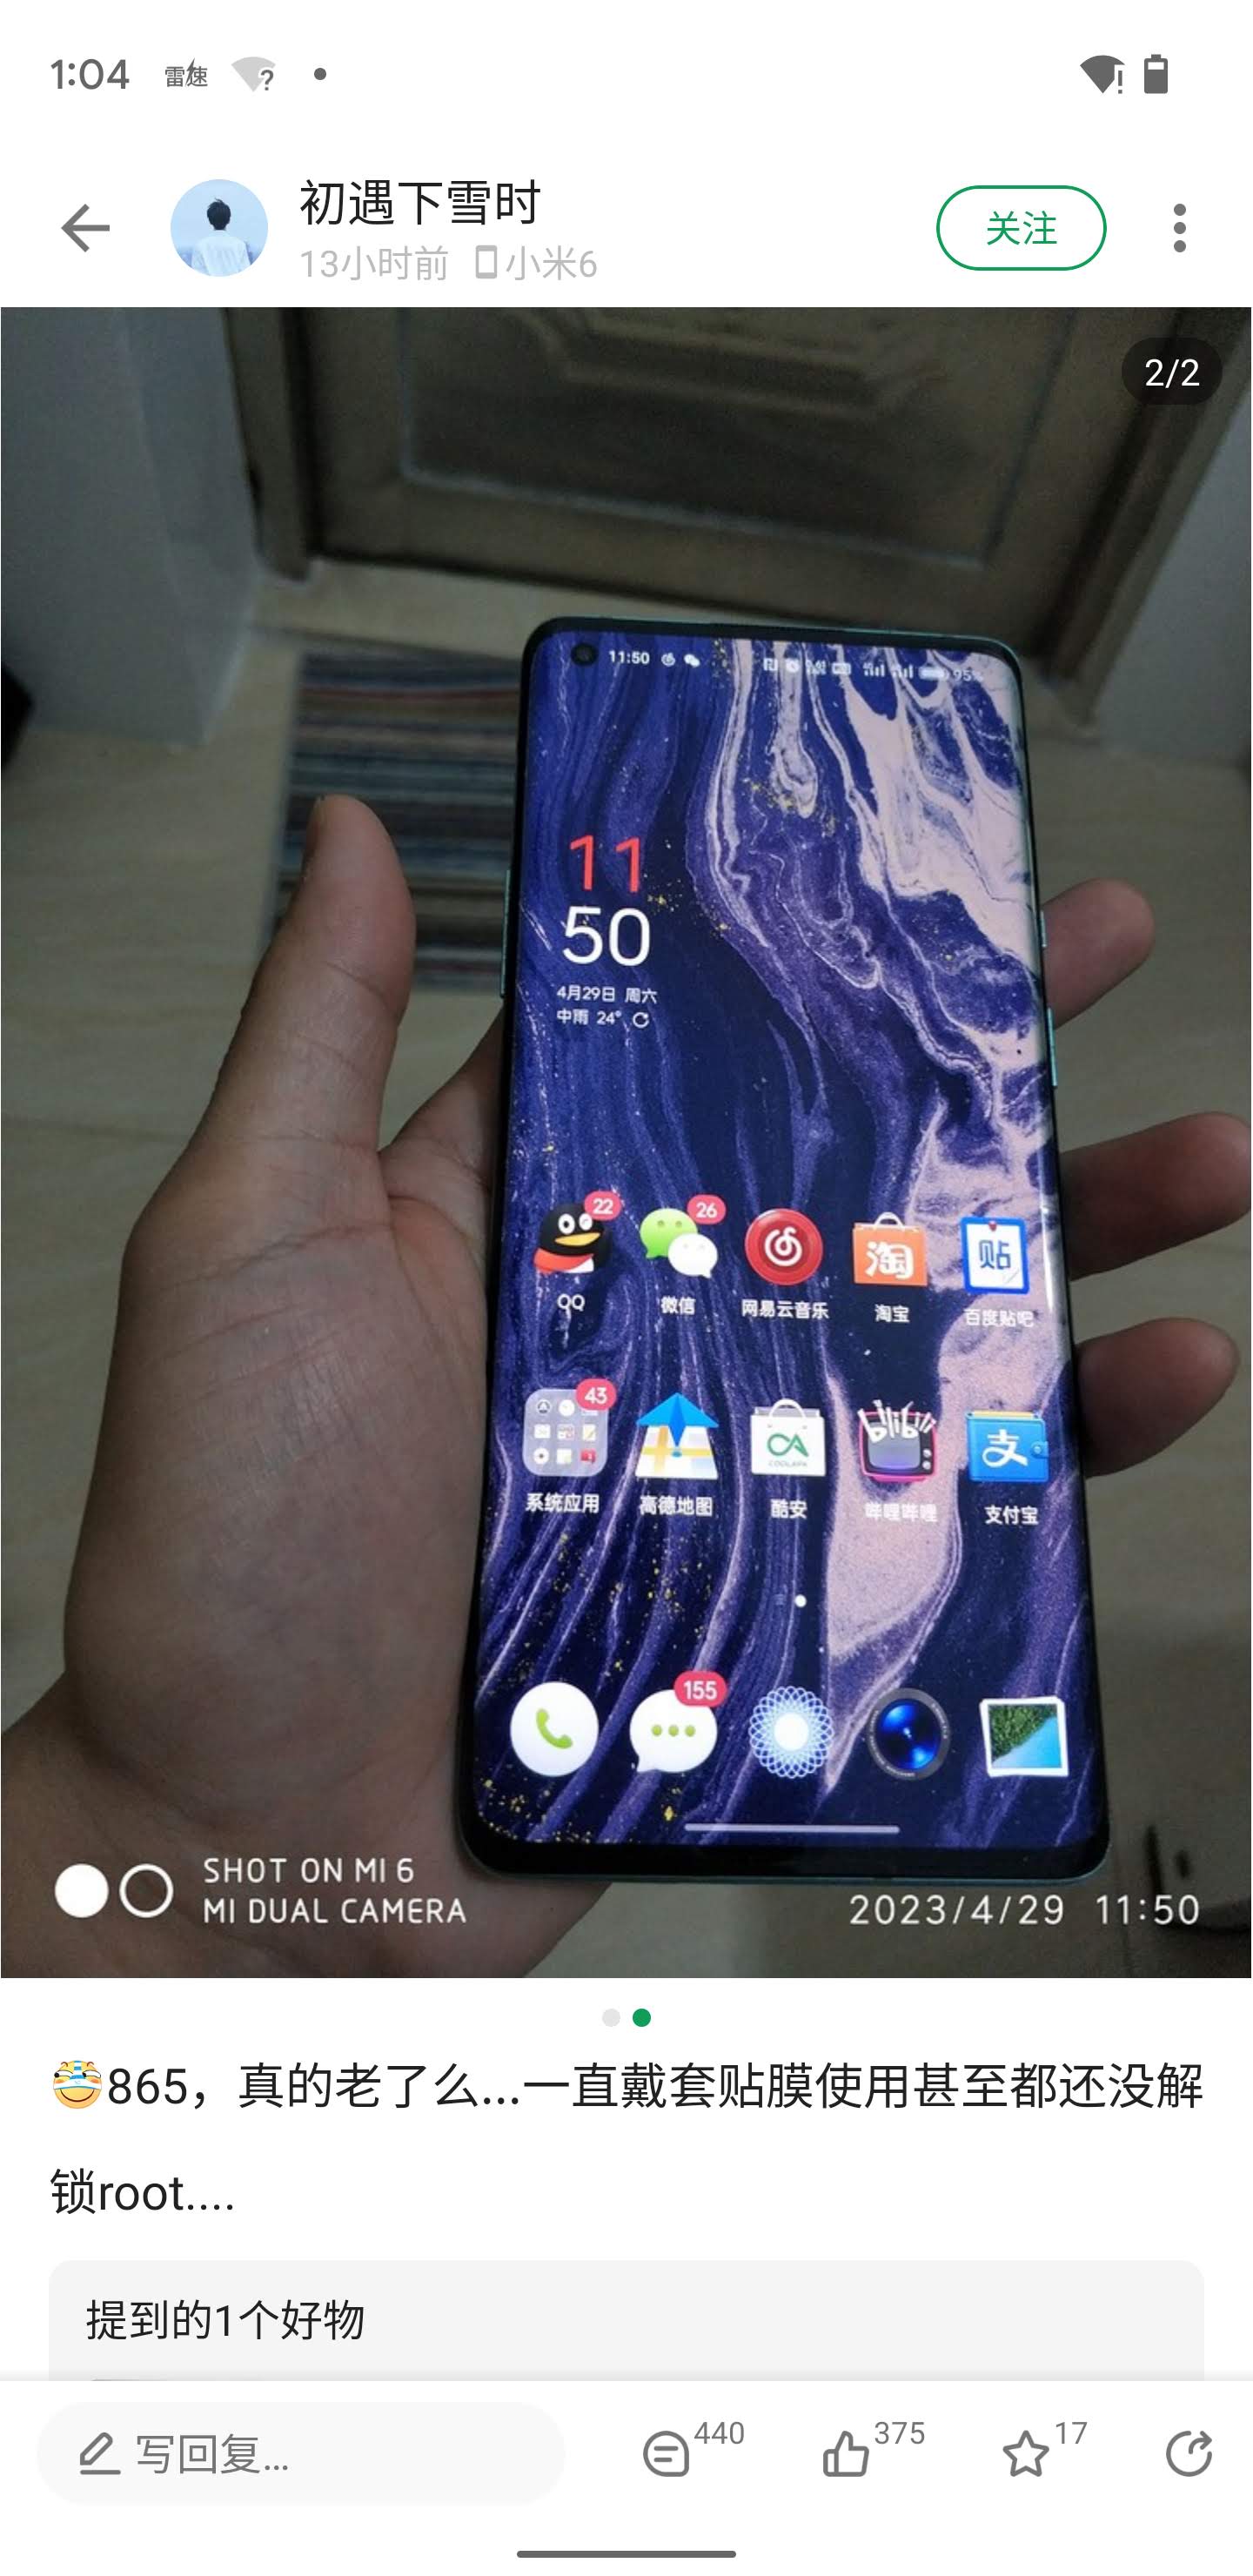 1:04 雷速
初遇下雪时
13小时前 小米6
关注
2/2
11:50
95%
11
50
4月29日 周六
中雨 24°
22
26
淘
贴
QQ
微信
网易云音乐
淘宝
百度贴吧
43
COOLAPK
bilibili
支
系统应用
高德地图
酷安
哔哩哔哩
支付宝
155
SHOT ON MI 6
MI DUAL CAMERA
2023/4/29 11:50
865，真的老了么...一直戴套贴膜使用甚至都还没解
锁root....
提到的1个好物
写回复...
440
375
17